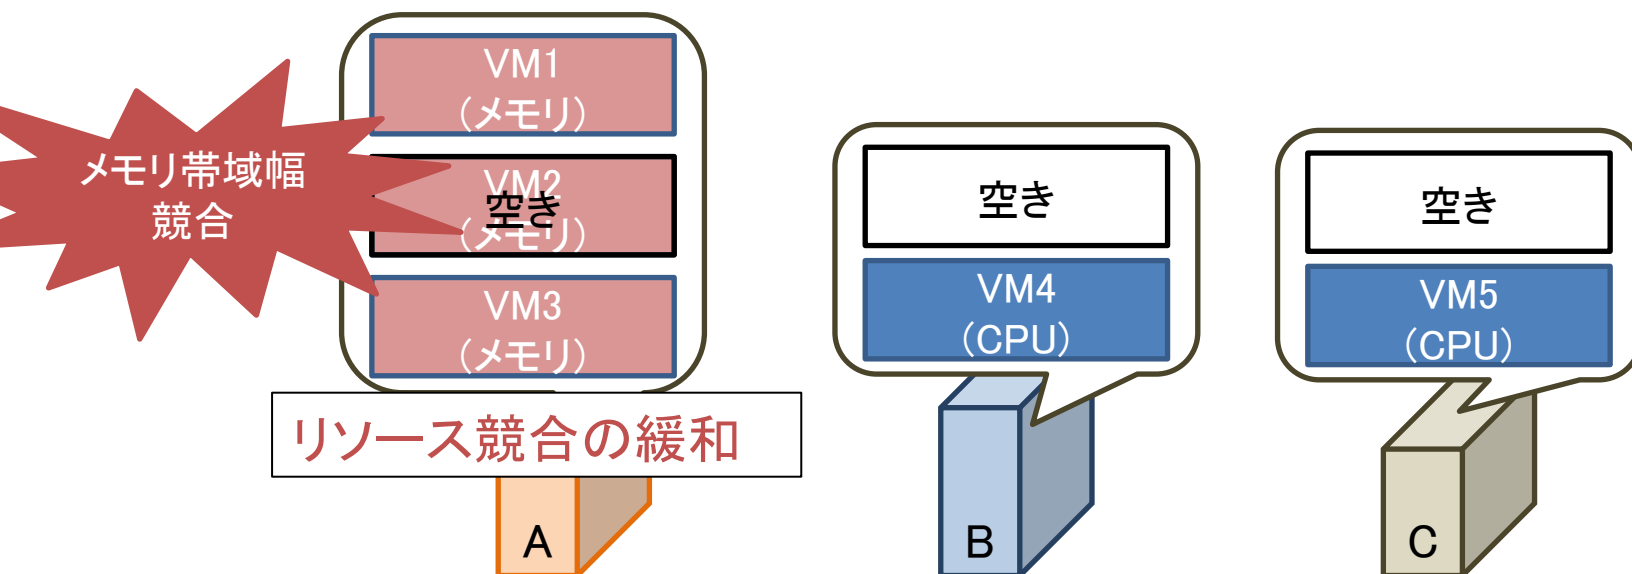 VM1
(メモリ)
メモリ帯域幅
競合
VM2
(メモリ)
空き
VM3
(メモリ)
リソース競合の緩和
A
空き
VM4
(CPU)
B
空き
VM5
(CPU)
C